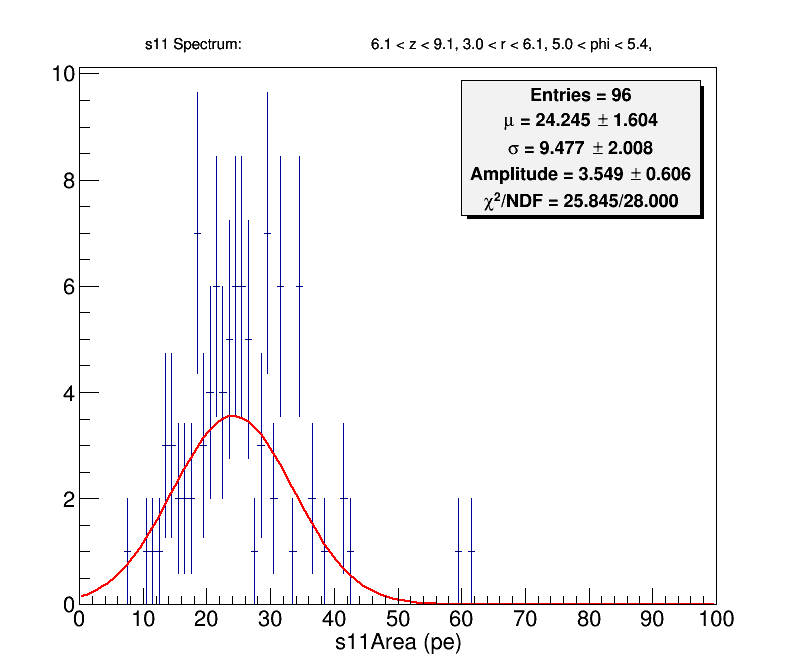 s11 Spectrum: 6.1 < z < 9.1, 3.0 < r < 6.1, 5.0 < phi < 5.4,
Entries = 96
μ = 24.245 ± 1.604
σ = 9.477 ± 2.008
Amplitude = 3.549 ± 0.606
χ²/NDF = 25.845/28.000
10
8
6
4
2
0
0 10 20 30 40 50 60 70 80 90 100
s11Area (pe)